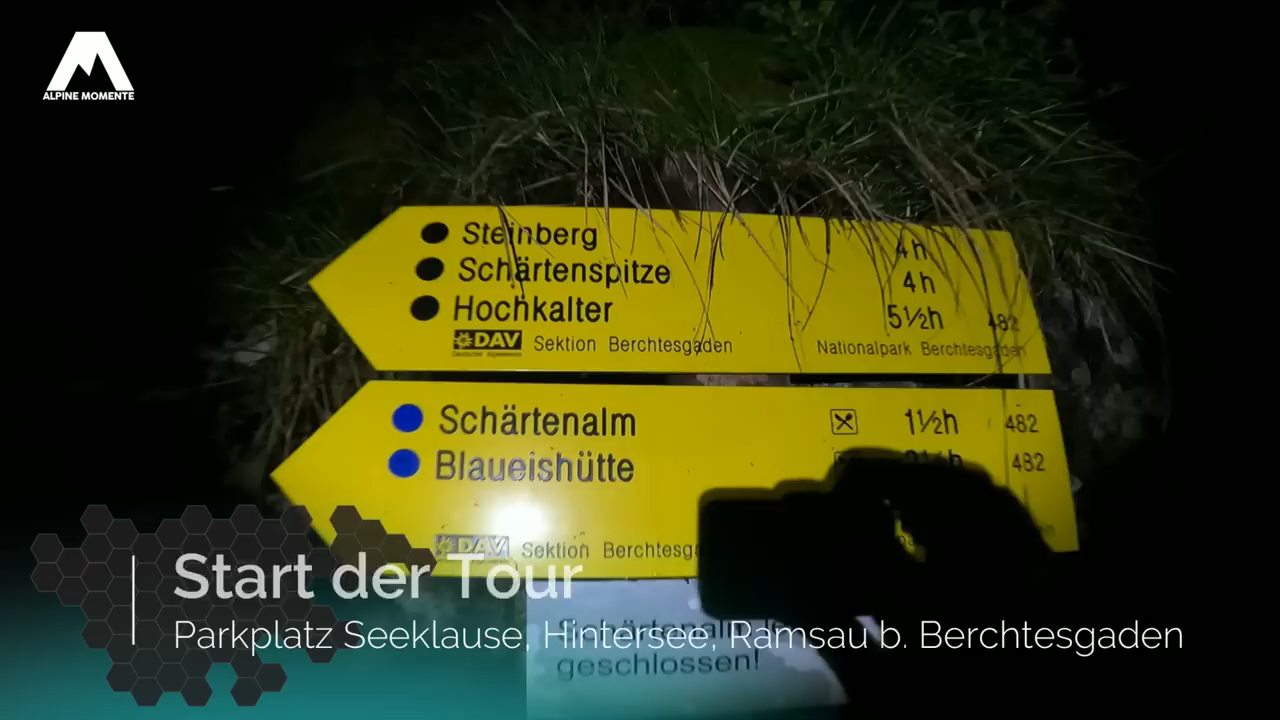 ALPINE MOMENTE
Steinberg 4h
Schärtenspitze 4h
Hochkalter 5½h 482
DAV Sektion Berchtesgaden Nationalpark Berchtesgaden
Schärtenalm 1½h 482
Blaueishütte 482
DAV Sektion
Start der Tour
Parkplatz Seeklause, Hintersee, Ramsau b. Berchtesgaden
Schärtenalm
geschlossen!